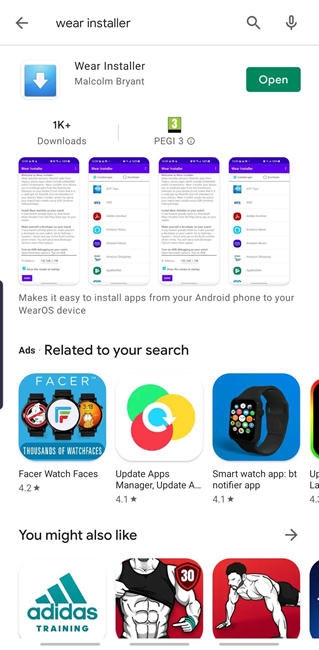 wear installer
Wear Installer
Malcolm Bryant
Open
1K+
Downloads
3
PEGI 3
Makes it easy to install apps from your Android phone to your
WearOS device
Ads · Related to your search
FACER
THOUSANDS OF WATCHFACES
Facer Watch Faces
4.2 ★
Update Apps
Manager, Update A...
4.1 ★
Smart watch app: bt
notifier app
4.1 ★
Up
La
4.3
You might also like
adidas
TRAINING
30